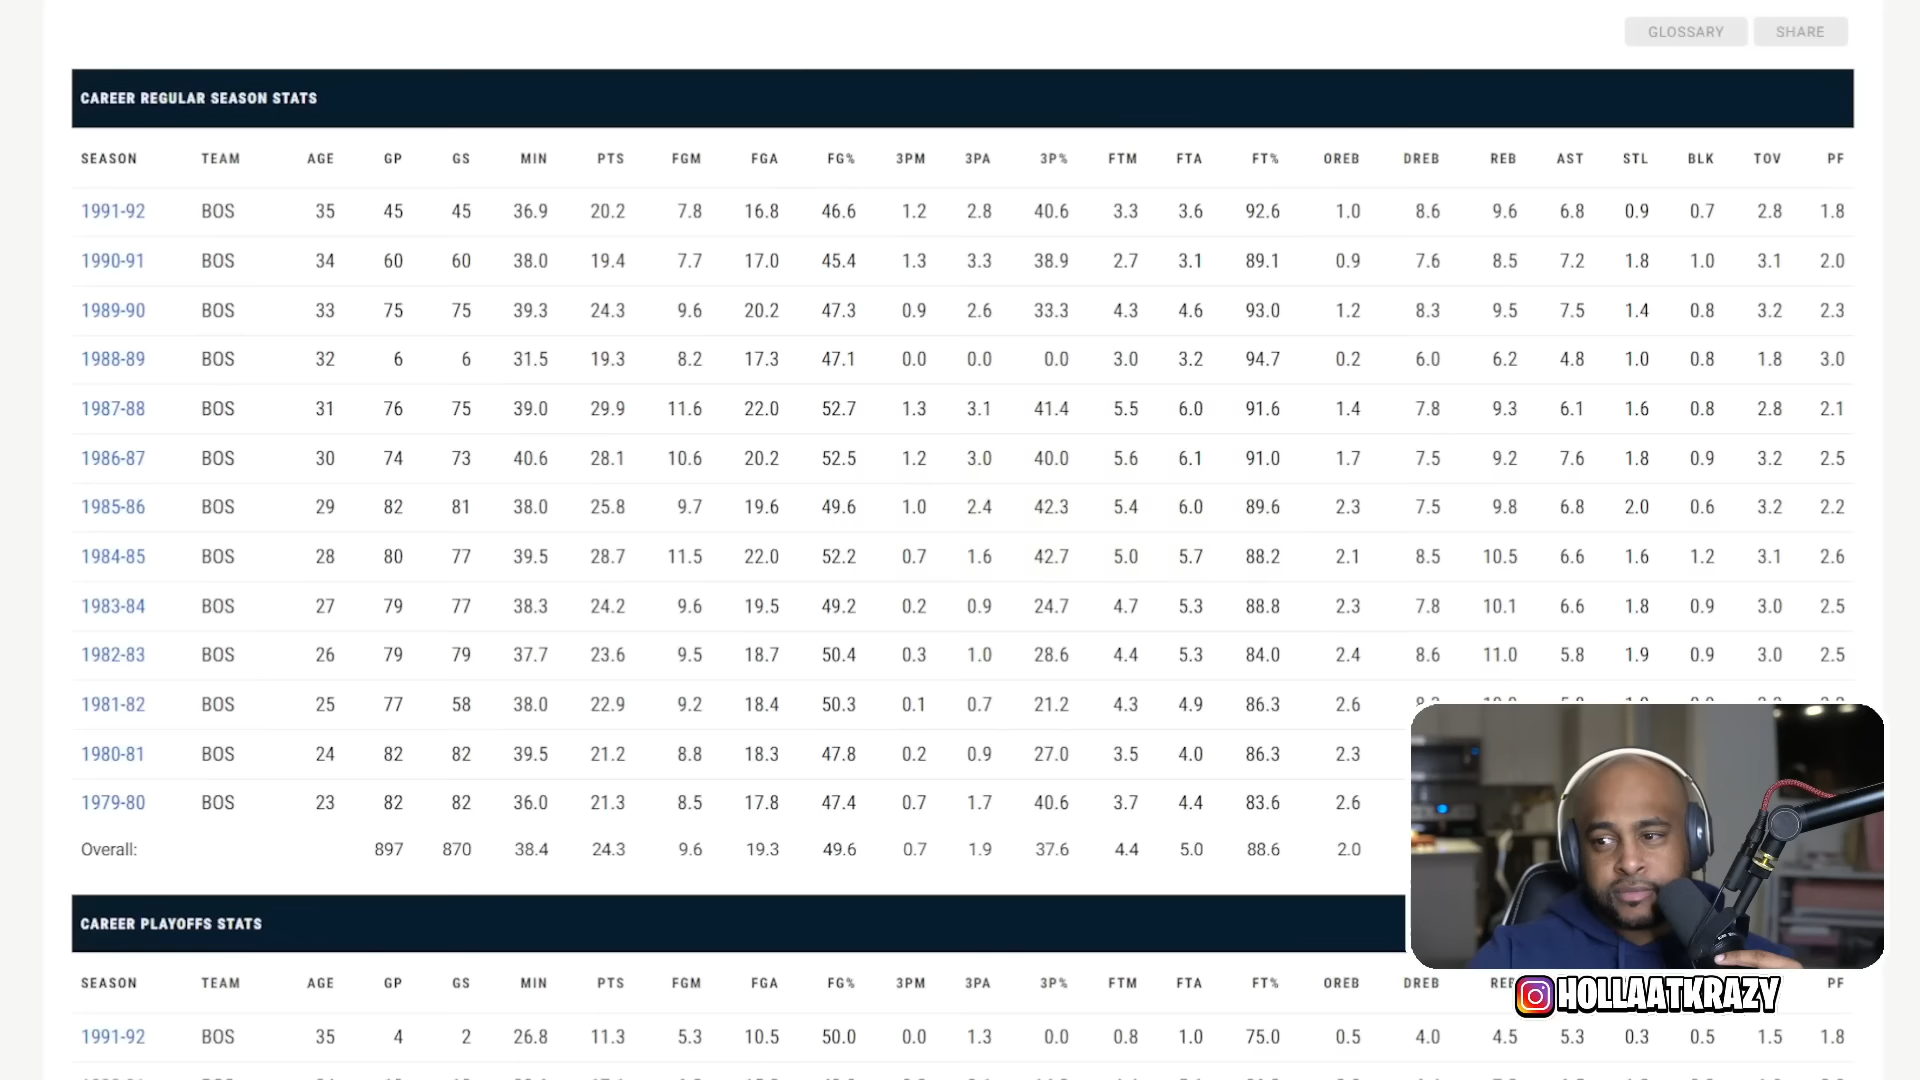 GLOSSARY SHARE
CAREER REGULAR SEASON STATS
SEASON TEAM AGE GP GS MIN PTS FGM FGA FG% 3PM 3PA 3P% FTM FTA FT% OREB DREB REB AST STL BLK TOV PF
1991-92 BOS 35 45 45 36.9 20.2 7.8 16.8 46.6 1.2 2.8 40.6 3.3 3.6 92.6 1.0 8.6 9.6 6.8 0.9 0.7 2.8 1.8
1990-91 BOS 34 60 60 38.0 19.4 7.7 17.0 45.4 1.3 3.3 38.9 2.7 3.1 89.1 0.9 7.6 8.5 7.2 1.8 1.0 3.1 2.0
1989-90 BOS 33 75 75 39.3 24.3 9.6 20.2 47.3 0.9 2.6 33.3 4.3 4.6 93.0 1.2 8.3 9.5 7.5 1.4 0.8 3.2 2.3
1988-89 BOS 32 6 6 31.5 19.3 8.2 17.3 47.1 0.0 0.0 0.0 3.0 3.2 94.7 0.2 6.0 6.2 4.8 1.0 0.8 1.8 3.0
1987-88 BOS 31 76 75 39.0 29.9 11.6 22.0 52.7 1.3 3.1 41.4 5.5 6.0 91.6 1.4 7.8 9.3 6.1 1.6 0.8 2.8 2.1
1986-87 BOS 30 74 73 40.6 28.1 10.6 20.2 52.5 1.2 3.0 40.0 5.6 6.1 91.0 1.7 7.5 9.2 7.6 1.8 0.9 3.2 2.5
1985-86 BOS 29 82 81 38.0 25.8 9.7 19.6 49.6 1.0 2.4 42.3 5.4 6.0 89.6 2.3 7.5 9.8 6.8 2.0 0.6 3.2 2.2
1984-85 BOS 28 80 77 39.5 28.7 11.5 22.0 52.2 0.7 1.6 42.7 5.0 5.7 88.2 2.1 8.5 10.5 6.6 1.6 1.2 3.1 2.6
1983-84 BOS 27 79 77 38.3 24.2 9.6 19.5 49.2 0.2 0.9 24.7 4.7 5.3 88.8 2.3 7.8 10.1 6.6 1.8 0.9 3.0 2.5
1982-83 BOS 26 79 79 37.7 23.6 9.5 18.7 50.4 0.3 1.0 28.6 4.4 5.3 84.0 2.4 8.6 11.0 5.8 1.9 0.9 3.0 2.5
1981-82 BOS 25 77 58 38.0 22.9 9.2 18.4 50.3 0.1 0.7 21.2 4.3 4.9 86.3 2.6
1980-81 BOS 24 82 82 39.5 21.2 8.8 18.3 47.8 0.2 0.9 27.0 3.5 4.0 86.3 2.3
1979-80 BOS 23 82 82 36.0 21.3 8.5 17.8 47.4 0.7 1.7 40.6 3.7 4.4 83.6 2.6
Overall: 897 870 38.4 24.3 9.6 19.3 49.6 0.7 1.9 37.6 4.4 5.0 88.6 2.0
CAREER PLAYOFFS STATS
SEASON TEAM AGE GP GS MIN PTS FGM FGA FG% 3PM 3PA 3P% FTM FTA FT% OREB DREB PF
HOLLAATKRAZY
1991-92 BOS 35 4 2 26.8 11.3 5.3 10.5 50.0 0.0 1.3 0.0 0.8 1.0 75.0 0.5 4.0 4.5 5.3 0.3 0.5 1.5 1.8